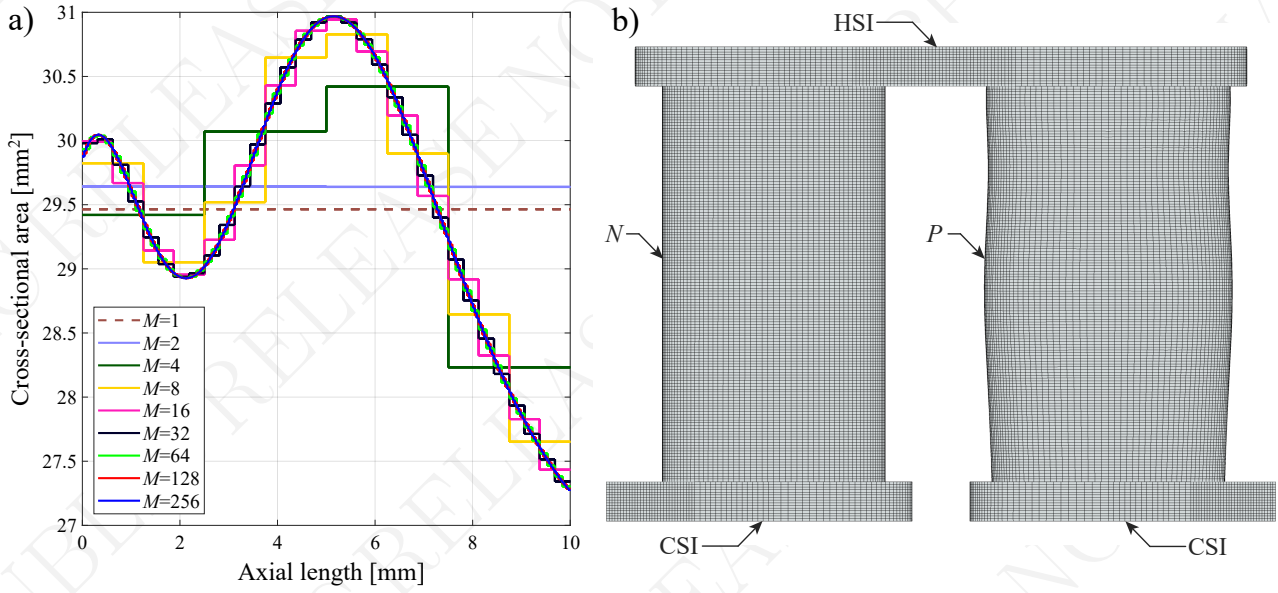 a)
31
30.5
30
29.5
29
28.5
28
27.5
27
Cross-sectional area [mm²]
M=1
M=2
M=4
M=8
M=16
M=32
M=64
M=128
M=256
0
2
4
6
8
10
Axial length [mm]
b)
HSI
N
P
CSI
CSI